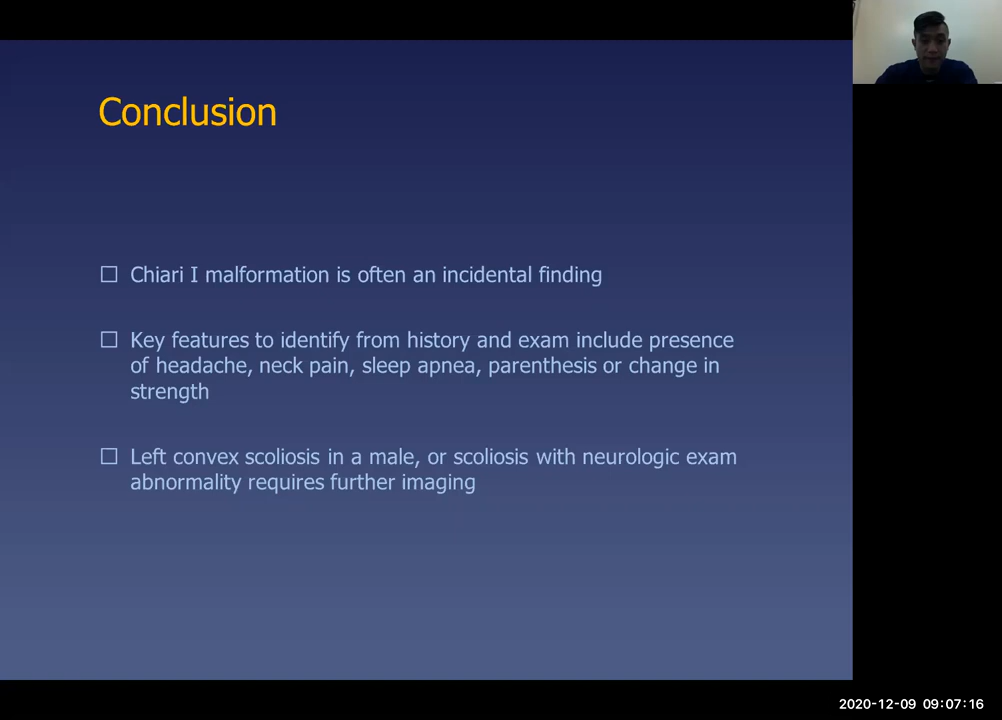 Conclusion
Chiari I malformation is often an incidental finding
Key features to identify from history and exam include presence
of headache, neck pain, sleep apnea, parenthesis or change in
strength
Left convex scoliosis in a male, or scoliosis with neurologic exam
abnormality requires further imaging
2020-12-09 09:07:16